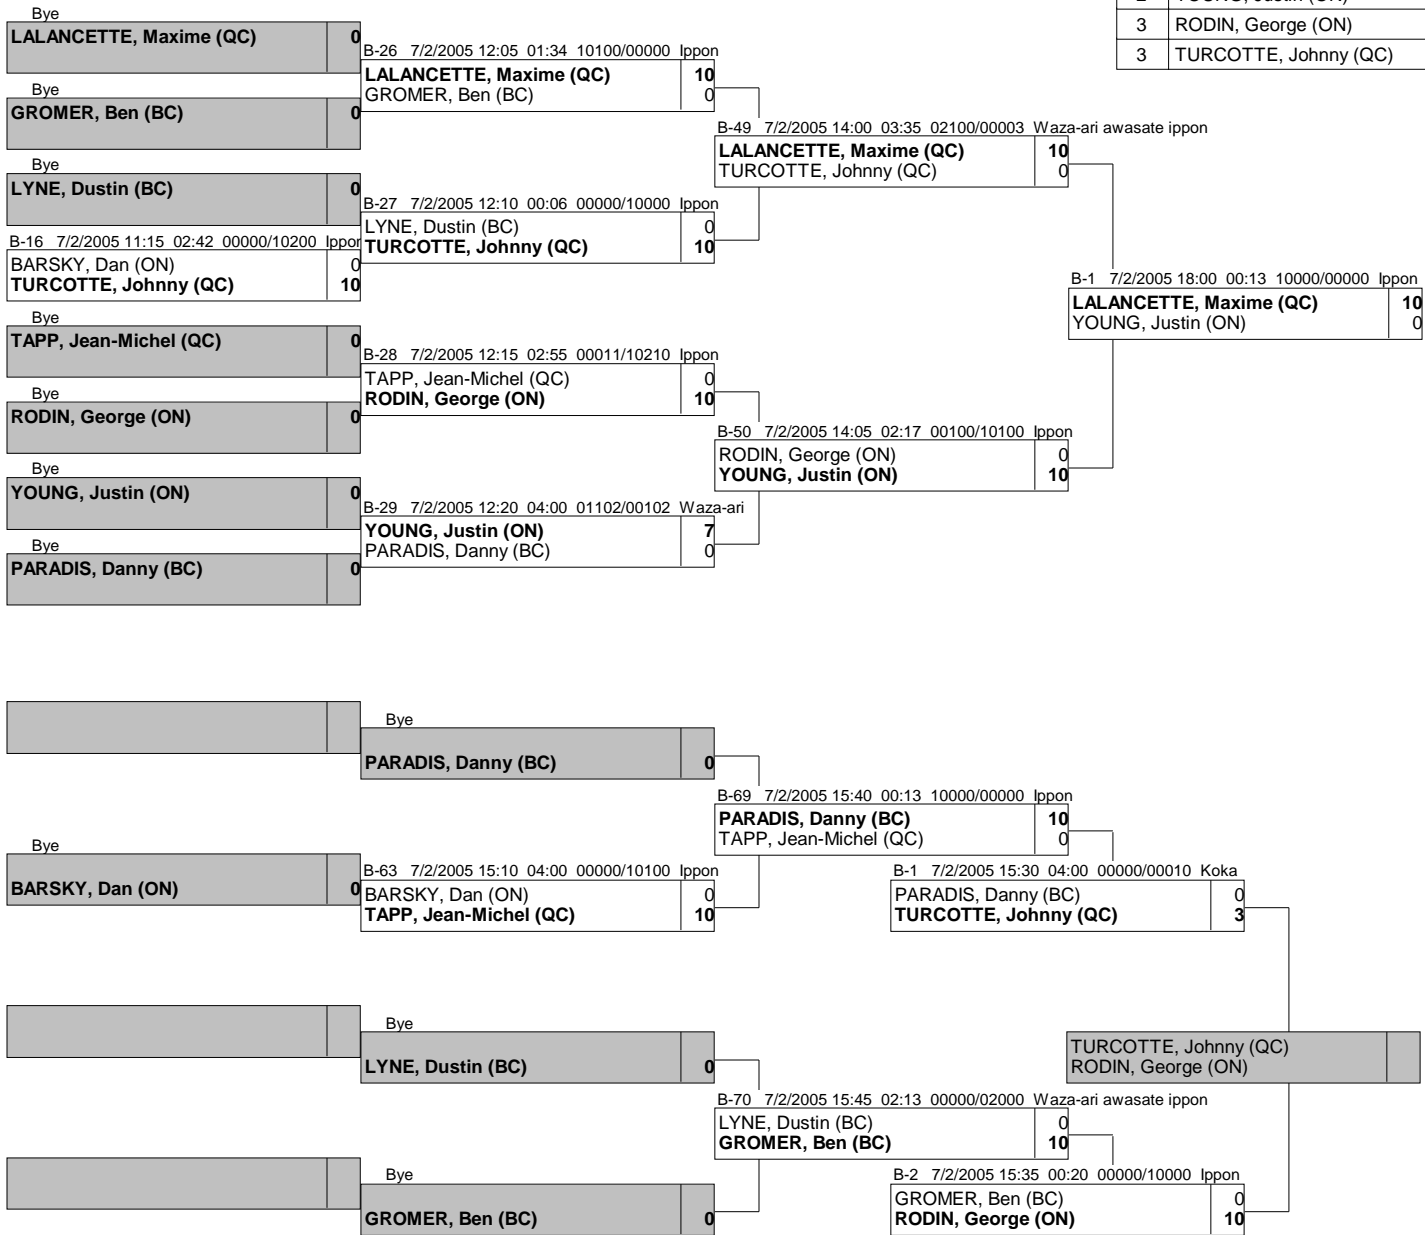 2 YOUNG, Justin (ON)
3 RODIN, George (ON)
3 TURCOTTE, Johnny (QC)
Bye
LALANCETTE, Maxime (QC) 0
B-26 7/2/2005 12:05 01:34 10100/00000 Ippon
LALANCETTE, Maxime (QC) 10
GROMER, Ben (BC) 0
Bye
GROMER, Ben (BC) 0
B-49 7/2/2005 14:00 03:35 02100/00003 Waza-ari awasate ippon
LALANCETTE, Maxime (QC) 10
TURCOTTE, Johnny (QC) 0
Bye
LYNE, Dustin (BC) 0
B-27 7/2/2005 12:10 00:06 00000/10000 Ippon
LYNE, Dustin (BC) 0
TURCOTTE, Johnny (QC) 10
B-16 7/2/2005 11:15 02:42 00000/10200 Ippon
BARSKY, Dan (ON) 0
TURCOTTE, Johnny (QC) 10
B-1 7/2/2005 18:00 00:13 10000/00000 Ippon
LALANCETTE, Maxime (QC) 10
YOUNG, Justin (ON) 0
Bye
TAPP, Jean-Michel (QC) 0
B-28 7/2/2005 12:15 02:55 00011/10210 Ippon
TAPP, Jean-Michel (QC) 0
RODIN, George (ON) 10
Bye
RODIN, George (ON) 0
B-50 7/2/2005 14:05 02:17 00100/10100 Ippon
RODIN, George (ON) 0
YOUNG, Justin (ON) 10
Bye
YOUNG, Justin (ON) 0
B-29 7/2/2005 12:20 04:00 01102/00102 Waza-ari
YOUNG, Justin (ON) 7
PARADIS, Danny (BC) 0
Bye
PARADIS, Danny (BC) 0
Bye
PARADIS, Danny (BC) 0
B-69 7/2/2005 15:40 00:13 10000/00000 Ippon
PARADIS, Danny (BC) 10
TAPP, Jean-Michel (QC) 0
Bye
BARSKY, Dan (ON) 0
B-63 7/2/2005 15:10 04:00 00000/10100 Ippon
BARSKY, Dan (ON) 0
TAPP, Jean-Michel (QC) 10
B-1 7/2/2005 15:30 04:00 00000/00010 Koka
PARADIS, Danny (BC) 0
TURCOTTE, Johnny (QC) 3
Bye
LYNE, Dustin (BC) 0
TURCOTTE, Johnny (QC)
RODIN, George (ON)
B-70 7/2/2005 15:45 02:13 00000/02000 Waza-ari awasate ippon
LYNE, Dustin (BC) 0
GROMER, Ben (BC) 10
Bye
GROMER, Ben (BC) 0
B-2 7/2/2005 15:35 00:20 00000/10000 Ippon
GROMER, Ben (BC) 0
RODIN, George (ON) 10